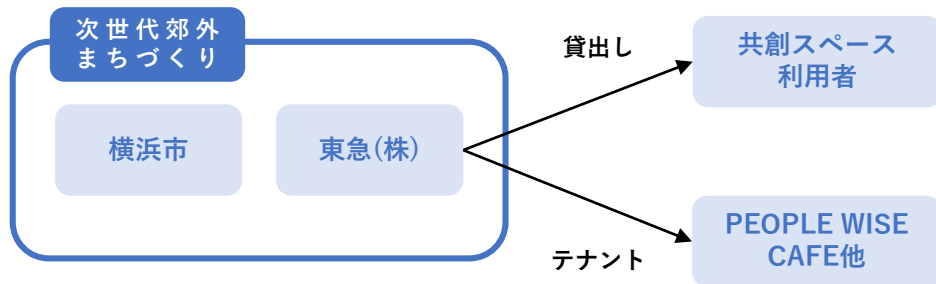 次世代郊外
まちづくり
横浜市
東急(株)
貸出し
テナント
共創スペース
利用者
PEOPLE WISE
CAFE他